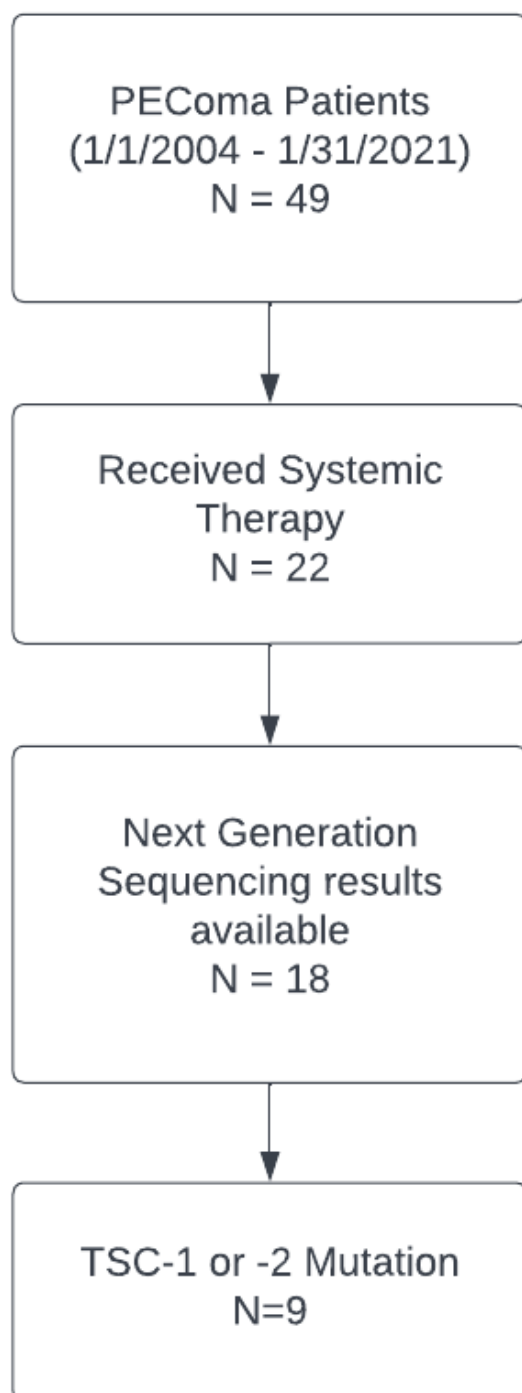 PEComa Patients
(1/1/2004 - 1/31/2021)
N = 49
Received Systemic
Therapy
N = 22
Next Generation
Sequencing results
available
N = 18
TSC-1 or -2 Mutation
N=9